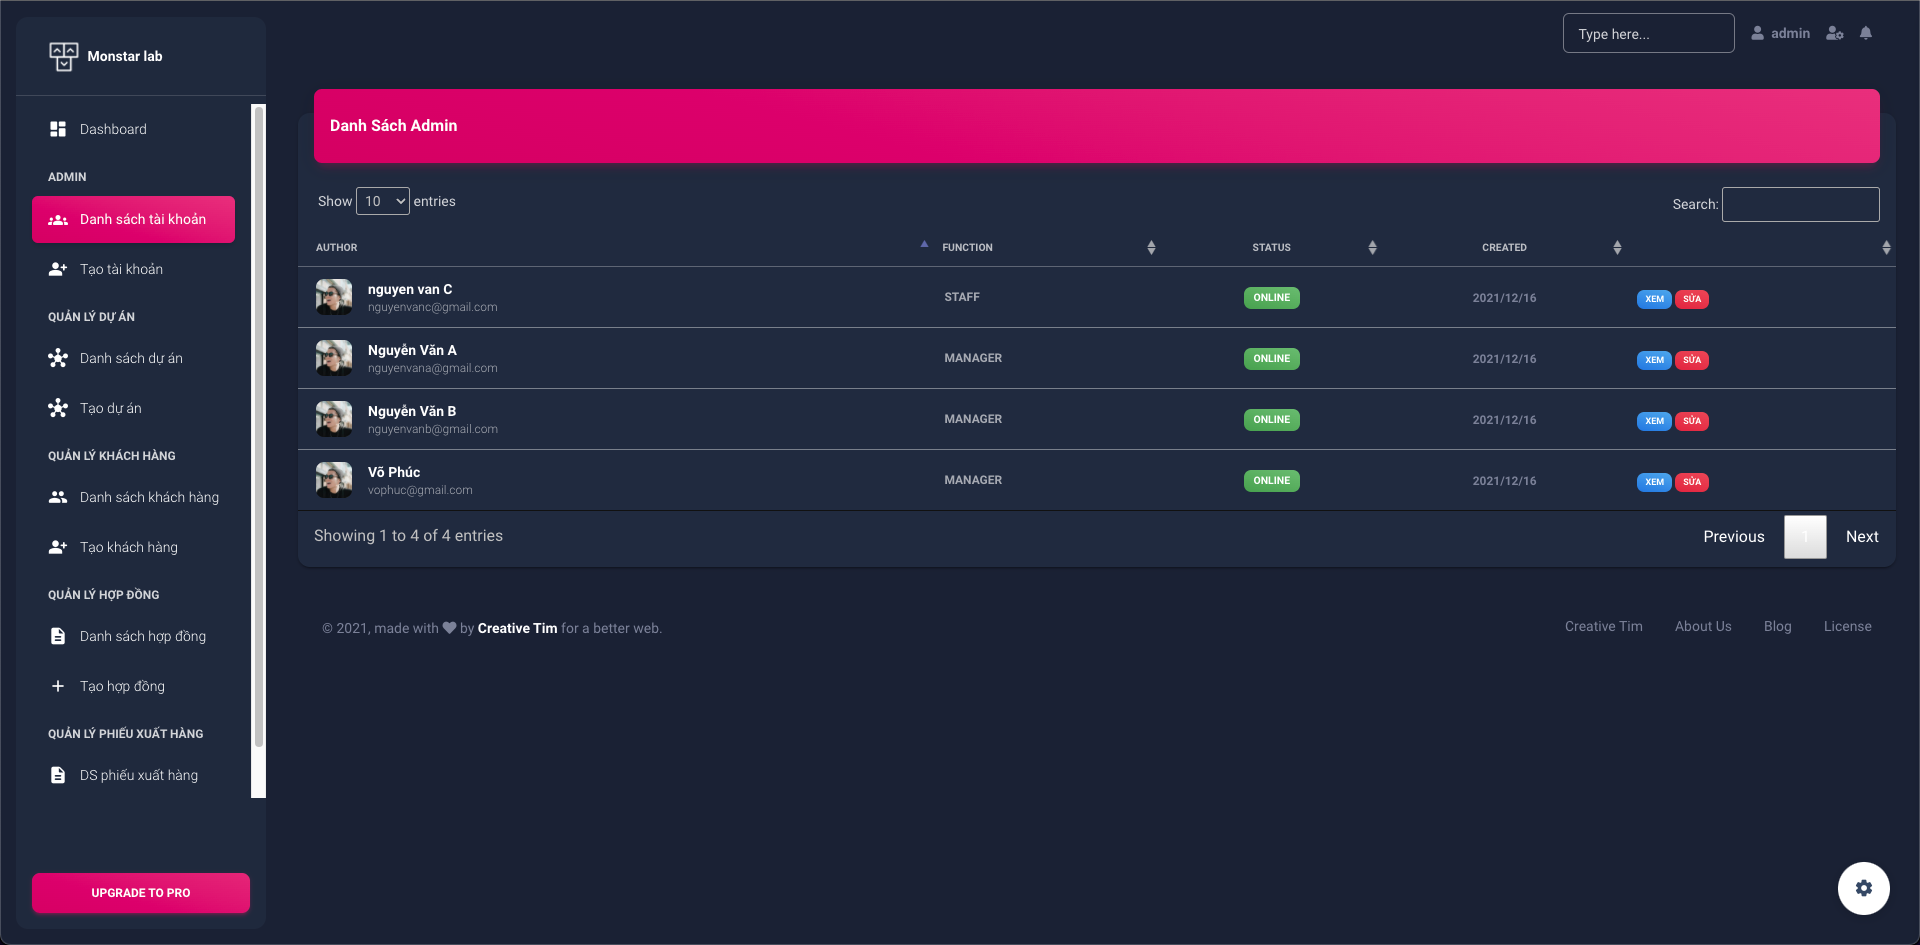 Monstar lab
Dashboard
ADMIN
Danh sách tài khoản
Tạo tài khoản
QUẢN LÝ DỰ ÁN
Danh sách dự án
Tạo dự án
QUẢN LÝ KHÁCH HÀNG
Danh sách khách hàng
Tạo khách hàng
QUẢN LÝ HỢP ĐỒNG
Danh sách hợp đồng
Tạo hợp đồng
QUẢN LÝ PHIẾU XUẤT HÀNG
DS phiếu xuất hàng
UPGRADE TO PRO
Type here... admin
Danh Sách Admin
Show 10 entries Search:
AUTHOR FUNCTION STATUS CREATED
nguyen van C
nguyenvanc@gmail.com
STAFF ONLINE 2021/12/16 XEM SỬA
Nguyễn Văn A
nguyenvana@gmail.com
MANAGER ONLINE 2021/12/16 XEM SỬA
Nguyễn Văn B
nguyenvanb@gmail.com
MANAGER ONLINE 2021/12/16 XEM SỬA
Võ Phúc
vophuc@gmail.com
MANAGER ONLINE 2021/12/16 XEM SỬA
Showing 1 to 4 of 4 entries Previous 1 Next
© 2021, made with by Creative Tim for a better web. Creative Tim About Us Blog License